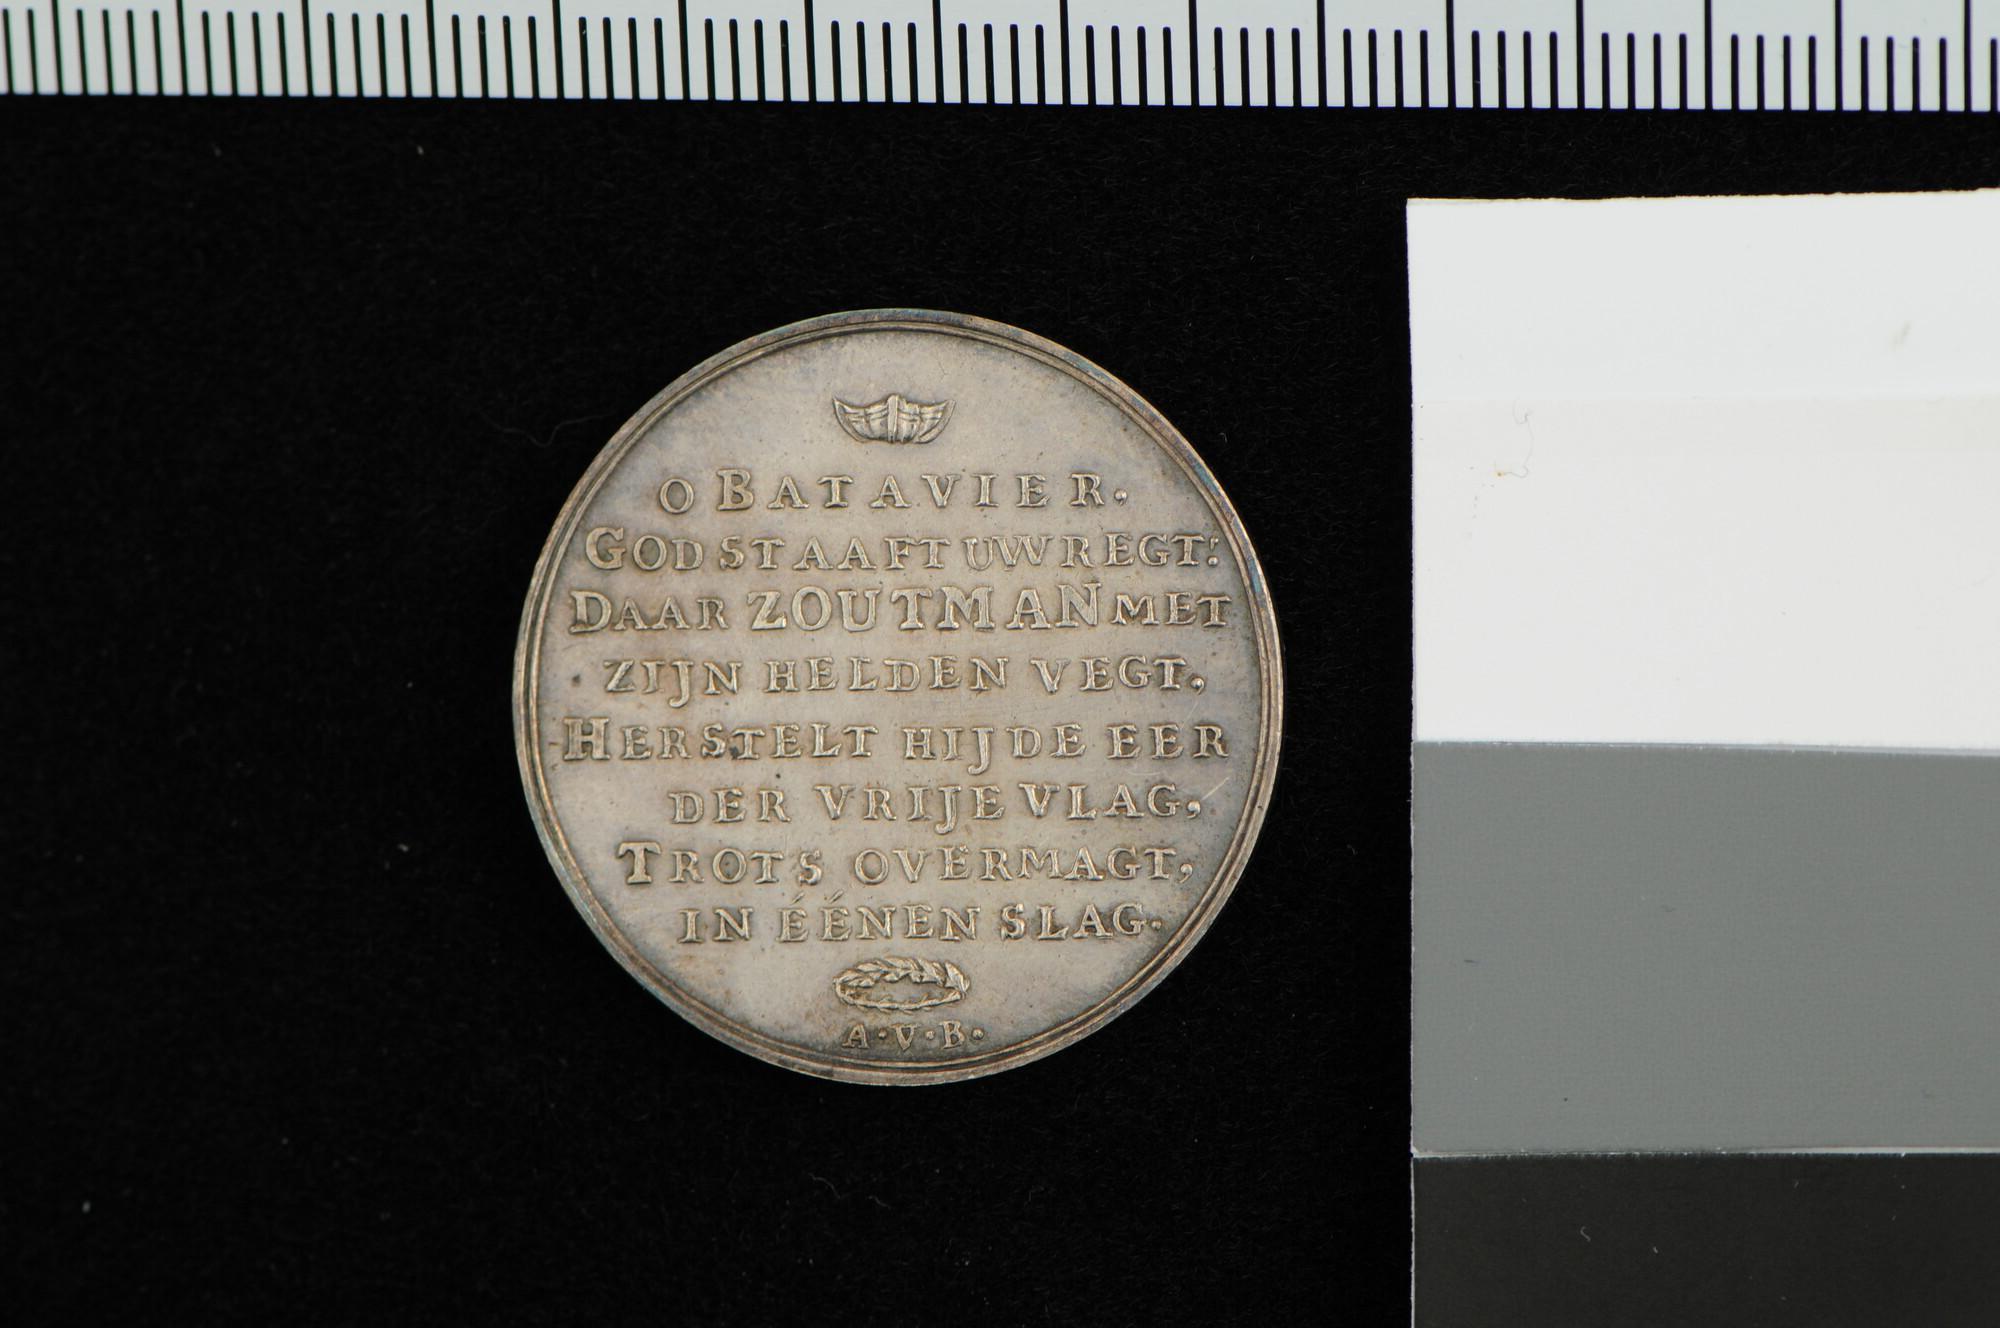 O BATAVIER,
GOD STAAFT UW REGT!
DAAR ZOUTMAN MET
ZIJN HELDEN VEGT,
HERSTELT HIJ DE EER
DER VRIJE VLAG,
TROTS OVERMAGT,
IN ÉÉNEN SLAG.
A·V·B·